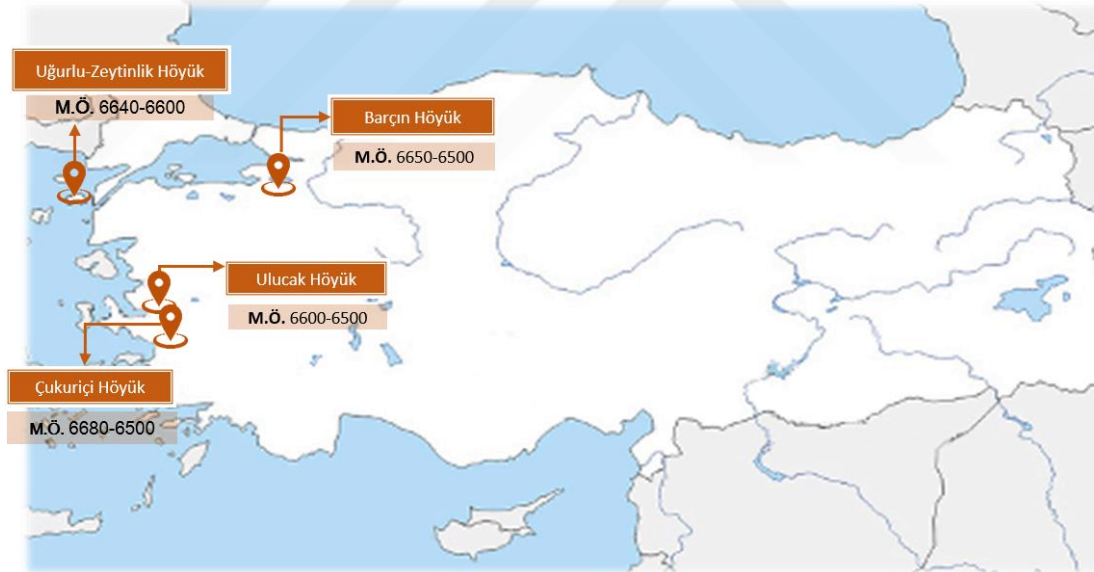 Uğurlu-Zeytinlik Höyük
M.Ö. 6640-6600
Barçın Höyük
M.Ö. 6650-6500
Ulucak Höyük
M.Ö. 6600-6500
Çukuriçi Höyük
M.Ö. 6680-6500